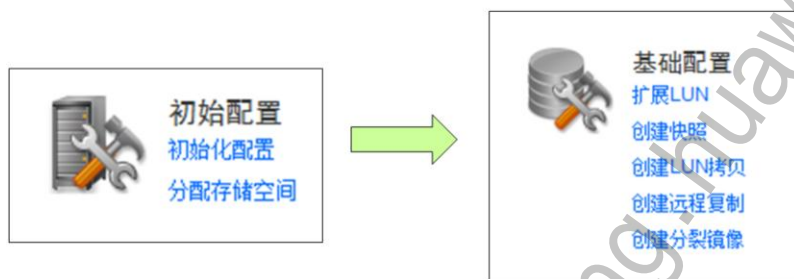 初始配置
初始化配置
分配存储空间
基础配置
扩展LUN
创建快照
创建LUN拷贝
创建远程复制
创建分裂镜像